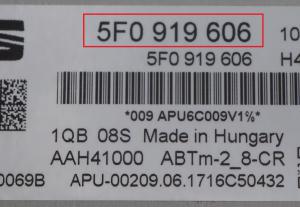 5F0 919 606
10
5F0 919 606
H4
*009 APU6C009V1%*
1QB 08S Made in Hungary
AAH41000 ABTm-2_8-CR
0069B APU-00209.06.1716C50432